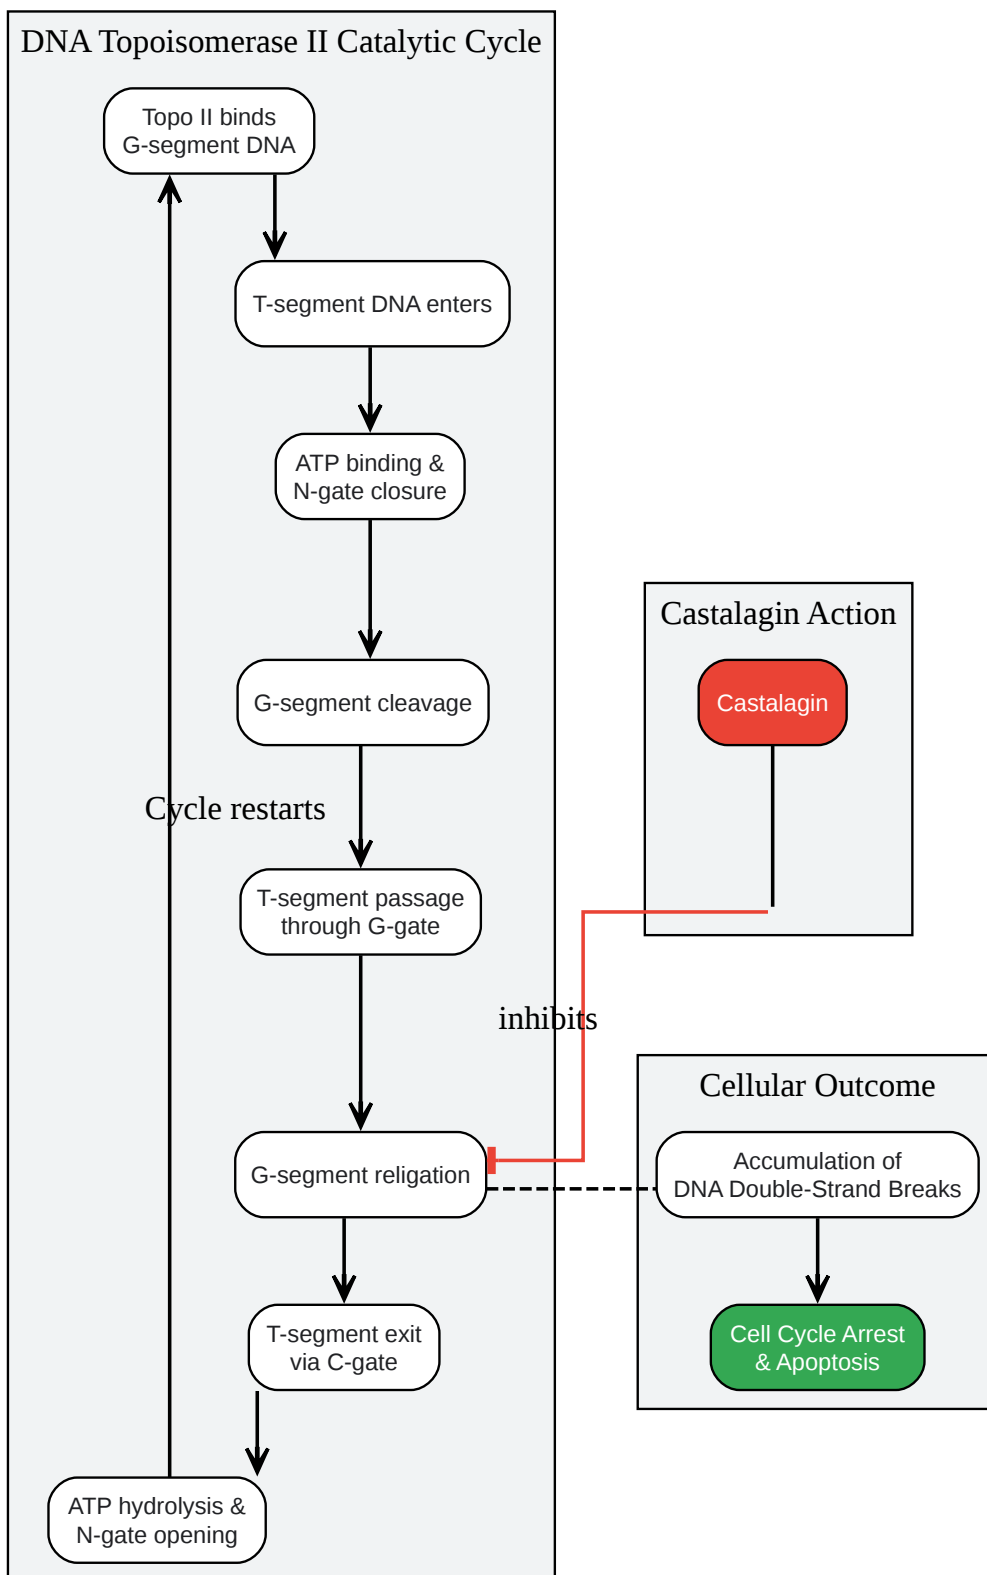 DNA Topoisomerase II Catalytic Cycle
Topo II binds
G-segment DNA
T-segment DNA enters
ATP binding &
N-gate closure
G-segment cleavage
Cycle restarts
T-segment passage
through G-gate
G-segment religation
T-segment exit
via C-gate
ATP hydrolysis &
N-gate opening
Castalagin Action
Castalagin
inhibits
Cellular Outcome
Accumulation of
DNA Double-Strand Breaks
Cell Cycle Arrest
& Apoptosis